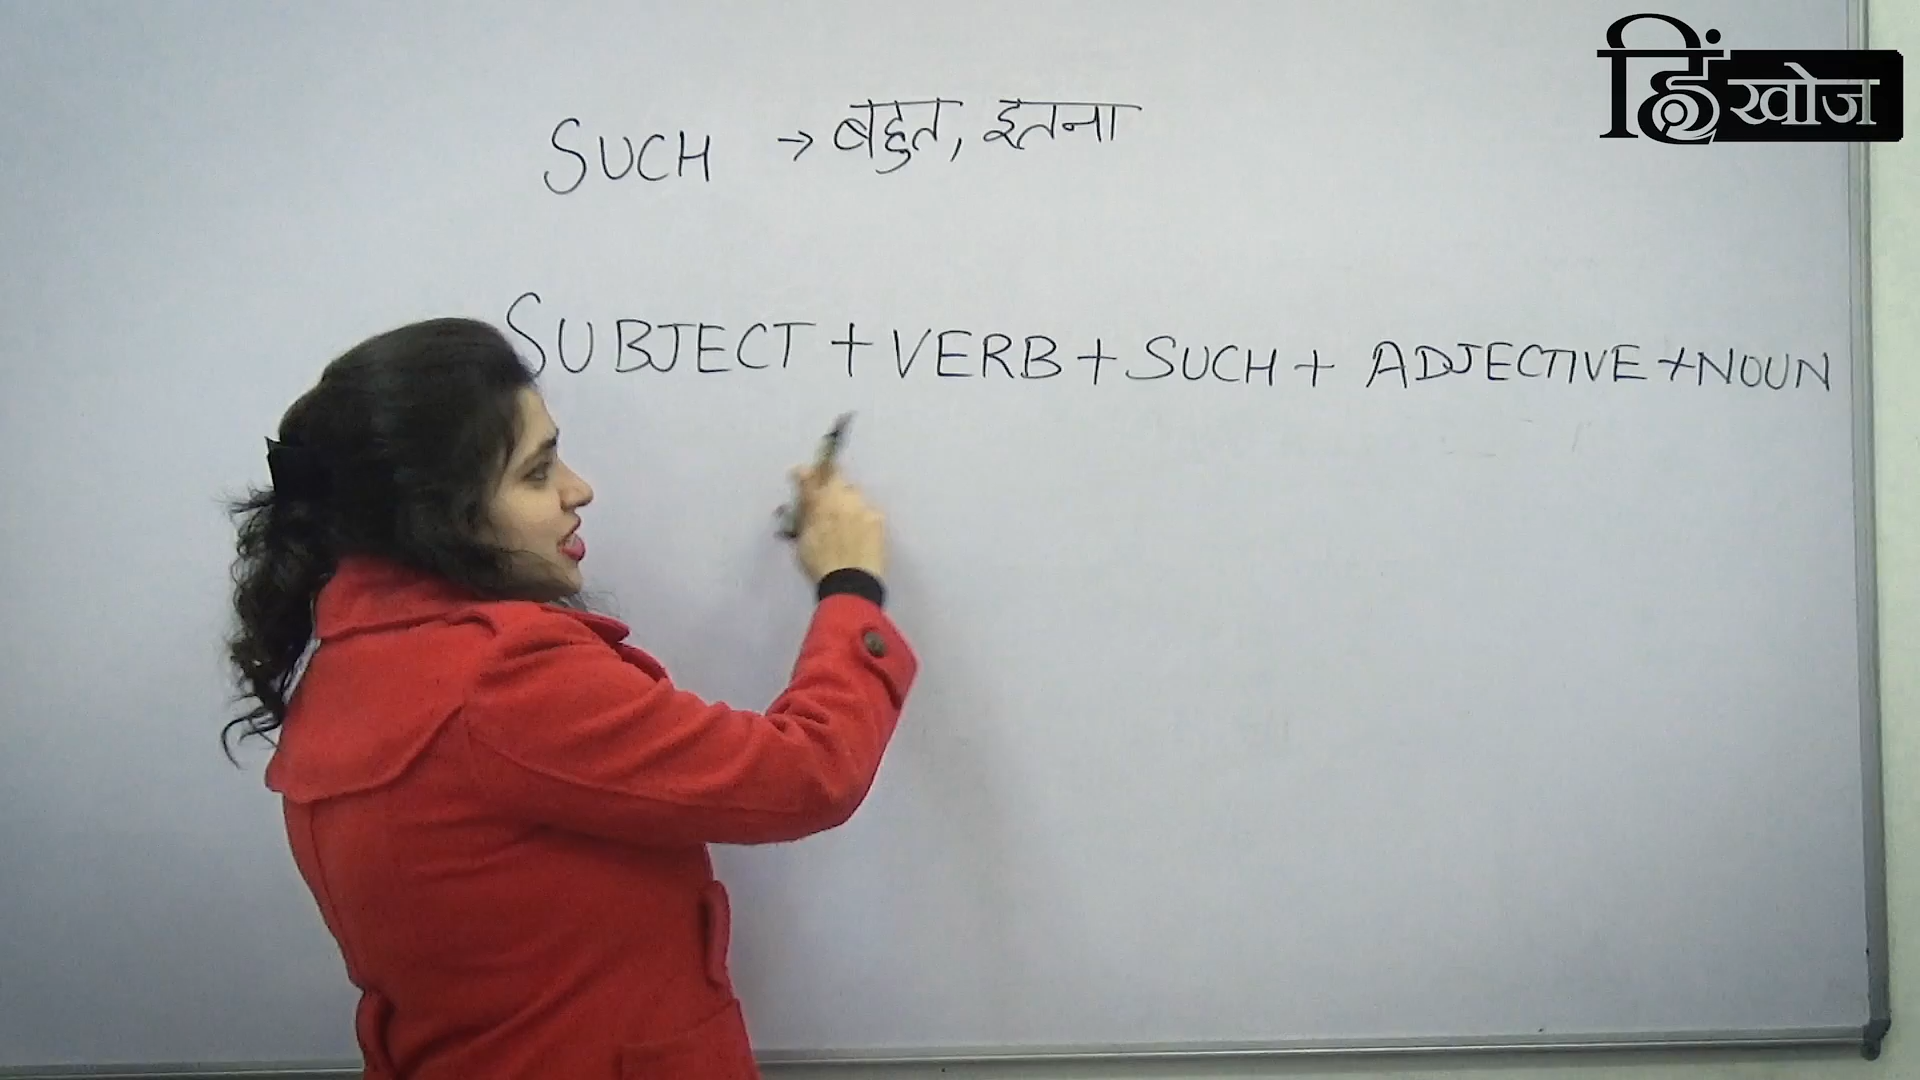 हिंखोज
SUCH → बहुत, इतना
SUBJECT + VERB + SUCH + ADJECTIVE + NOUN